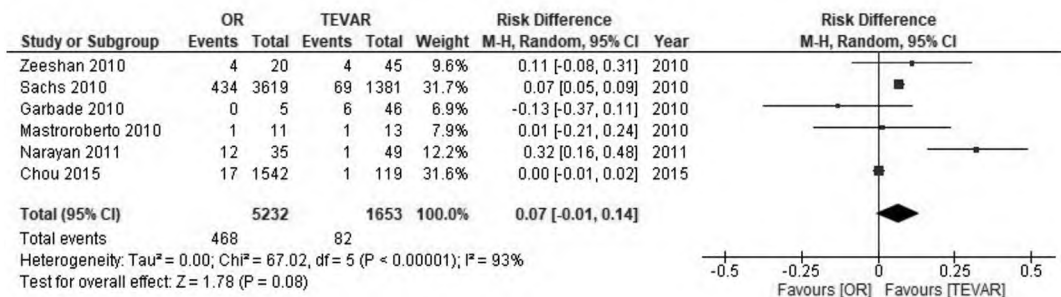 OR TEVAR Risk Difference Risk Difference
Study or Subgroup Events Total Events Total Weight M-H, Random, 95% CI Year M-H, Random, 95% CI
Zeeshan 2010 4 20 4 45 9.6% 0.11 [-0.08, 0.31] 2010
Sachs 2010 434 3619 69 1381 31.7% 0.07 [0.05, 0.09] 2010
Garbade 2010 0 5 6 46 6.9% -0.13 [-0.37, 0.11] 2010
Mastroroberto 2010 1 11 1 13 7.9% 0.01 [-0.21, 0.24] 2010
Narayan 2011 12 35 1 49 12.2% 0.32 [0.16, 0.48] 2011
Chou 2015 17 1542 1 119 31.6% 0.00 [-0.01, 0.02] 2015
Total (95% CI) 5232 1653 100.0% 0.07 [-0.01, 0.14]
Total events 468 82
Heterogeneity: Tau² = 0.00; Chi² = 67.02, df = 5 (P < 0.00001); I² = 93%
Test for overall effect: Z = 1.78 (P = 0.08)
-0.5 -0.25 0 0.25 0.5
Favours [OR] Favours [TEVAR]